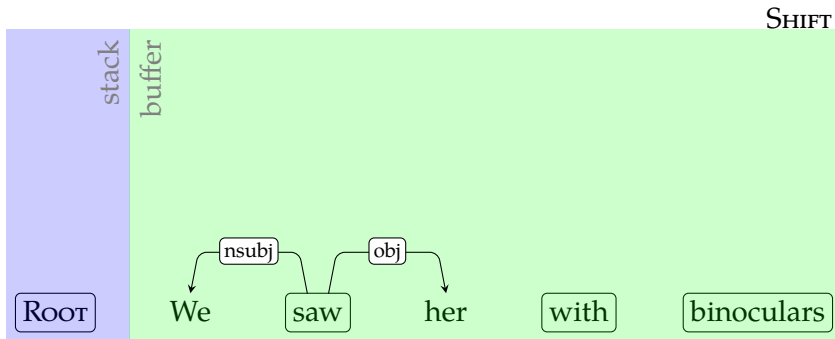 SHIFT
stack
buffer
nsubj obj
ROOT We saw her with binoculars